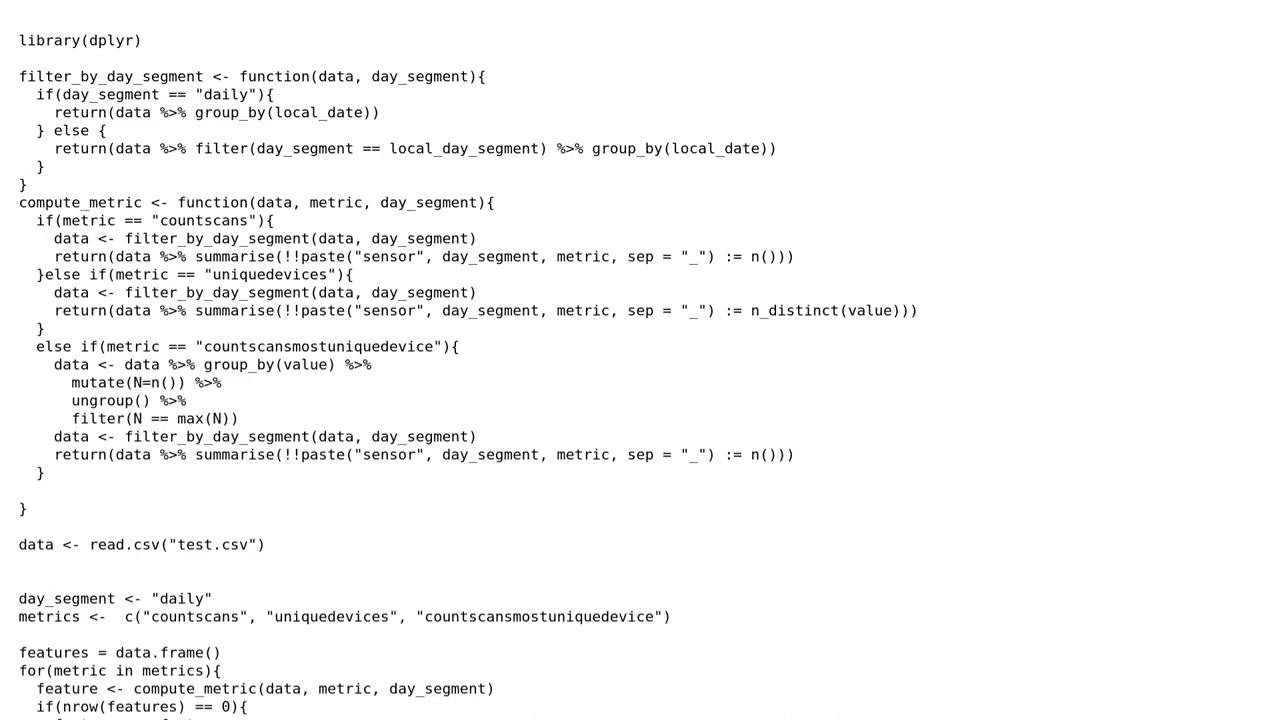 library(dplyr)

filter_by_day_segment <- function(data, day_segment){
  if(day_segment == "daily"){
    return(data %>% group_by(local_date))
  } else {
    return(data %>% filter(day_segment == local_day_segment) %>% group_by(local_date))
  }
}
compute_metric <- function(data, metric, day_segment){
  if(metric == "countscans"){
    data <- filter_by_day_segment(data, day_segment)
    return(data %>% summarise(!!paste("sensor", day_segment, metric, sep = "_") := n()))
  }else if(metric == "uniquedevices"){
    data <- filter_by_day_segment(data, day_segment)
    return(data %>% summarise(!!paste("sensor", day_segment, metric, sep = "_") := n_distinct(value)))
  }
  else if(metric == "countscansmostuniquedevice"){
    data <- data %>% group_by(value) %>%
      mutate(N=n()) %>%
      ungroup() %>%
      filter(N == max(N))
    data <- filter_by_day_segment(data, day_segment)
    return(data %>% summarise(!!paste("sensor", day_segment, metric, sep = "_") := n()))
  }

}

data <- read.csv("test.csv")


day_segment <- "daily"
metrics <-  c("countscans", "uniquedevices", "countscansmostuniquedevice")

features = data.frame()
for(metric in metrics){
  feature <- compute_metric(data, metric, day_segment)
  if(nrow(features) == 0){